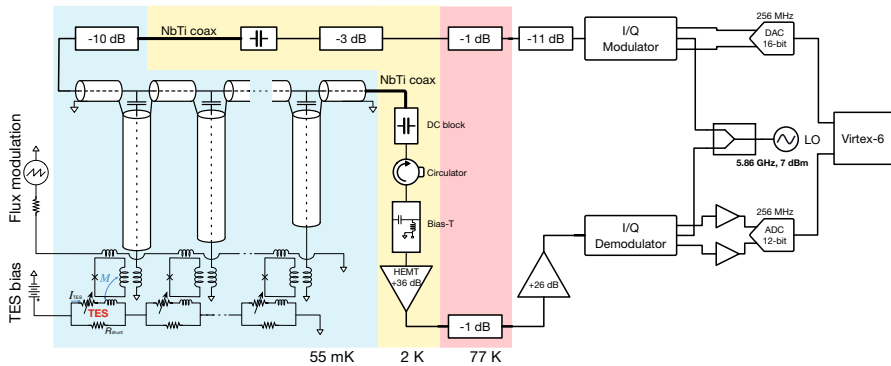 -10 dB
NbTi coax
-3 dB
-1 dB
-11 dB
I/Q
Modulator
256 MHz
DAC
16-bit
NbTi coax
DC block
Circulator
Bias-T
HEMT
+36 dB
LO
5.86 GHz, 7 dBm
Virtex-6
Flux modulation
I/Q
Demodulator
256 MHz
ADC
12-bit
+26 dB
TES bias
M
I_TES
TES
R_shunt
-1 dB
55 mK
2 K
77 K